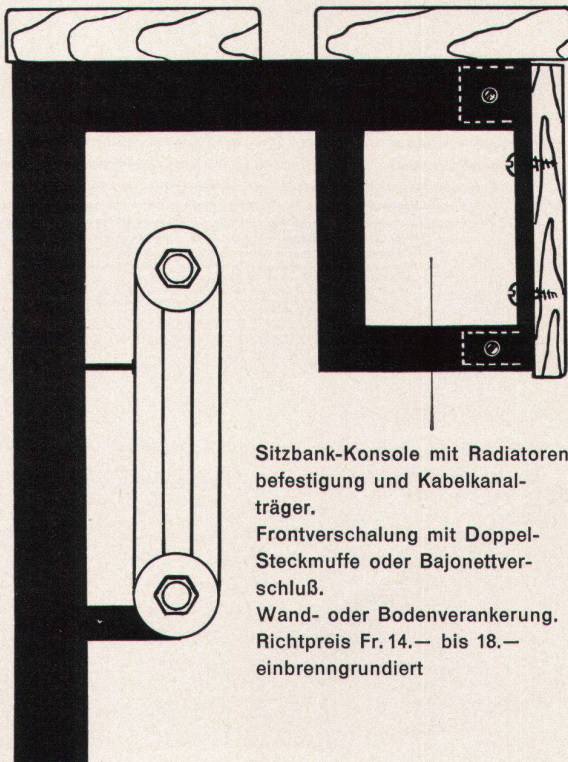 Sitzbank-Konsole mit Radiatoren
befestigung und Kabelkanal-
träger.
Frontverschalung mit Doppel-
Steckmuffe oder Bajonettver-
schluß.
Wand- oder Bodenverankerung.
Richtpreis Fr. 14.— bis 18.—
einbrenngrundiert